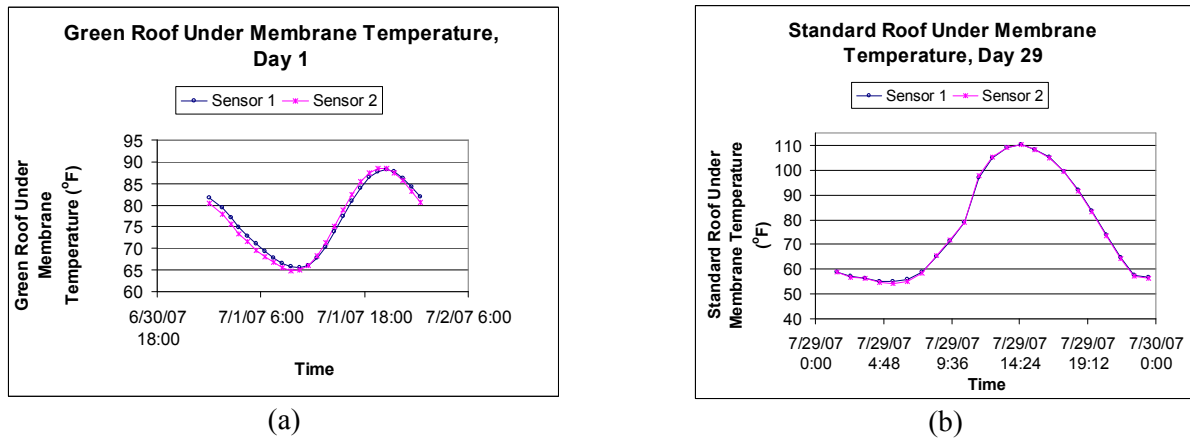 Green Roof Under Membrane Temperature,
Day 1
Sensor 1 Sensor 2
Green Roof Under
Membrane
Temperature (°F)
95
90
85
80
75
70
65
60
6/30/07 7/1/07 6:00 7/1/07 18:00 7/2/07 6:00
18:00
Time
(a)
Standard Roof Under Membrane
Temperature, Day 29
Sensor 1 Sensor 2
Standard Roof Under
Membrane Temperature
(°F)
110
100
90
80
70
60
50
40
7/29/07 7/29/07 7/29/07 7/29/07 7/29/07 7/30/07
0:00 4:48 9:36 14:24 19:12 0:00
Time
(b)